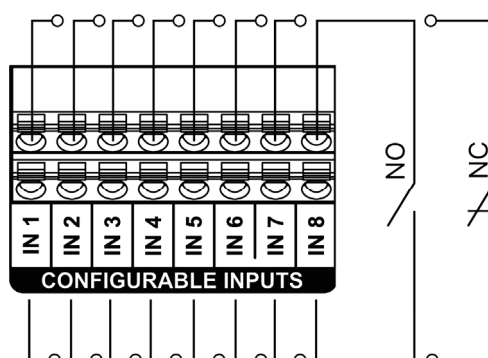 NO
NC
IN 1 IN 2 IN 3 IN 4 IN 5 IN 6 IN 7 IN 8
CONFIGURABLE INPUTS